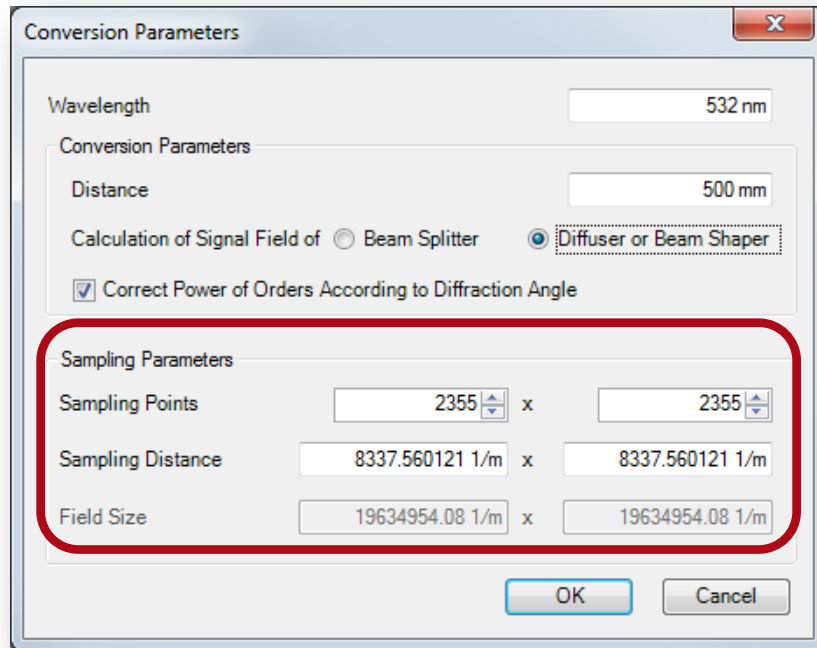 Conversion Parameters
Wavelength 532 nm
Conversion Parameters
Distance 500 mm
Calculation of Signal Field of Beam Splitter Diffuser or Beam Shaper
Correct Power of Orders According to Diffraction Angle
Sampling Parameters
Sampling Points 2355 x 2355
Sampling Distance 8337.560121 1/m x 8337.560121 1/m
Field Size 19634954.08 1/m x 19634954.08 1/m
OK Cancel